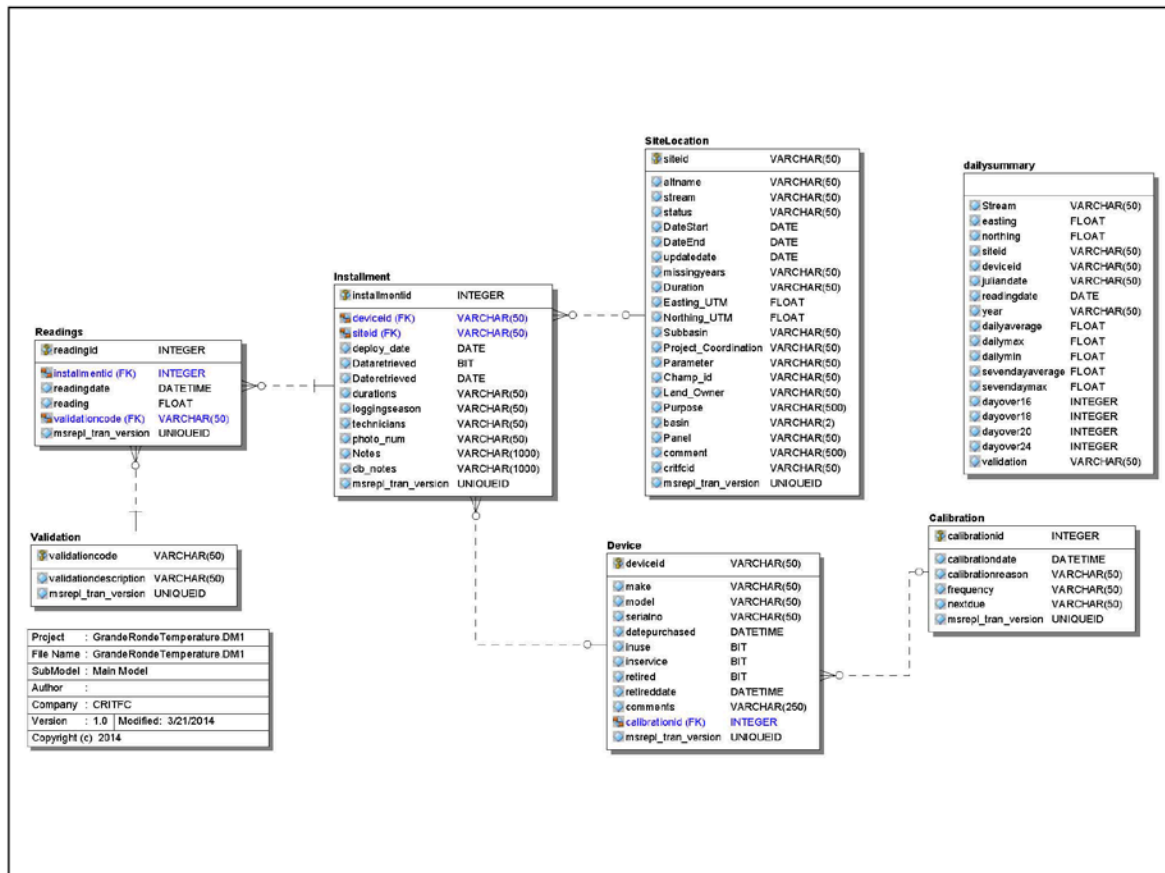 SiteLocation
siteid VARCHAR(50)
altname VARCHAR(50)
stream VARCHAR(50)
status VARCHAR(50)
DateStart DATE
DateEnd DATE
updatedate DATE
missingyears VARCHAR(50)
Duration VARCHAR(50)
Easting_UTM FLOAT
Northing_UTM FLOAT
Subbasin VARCHAR(50)
Project_Coordination VARCHAR(50)
Parameter VARCHAR(50)
Champ_id VARCHAR(50)
Land_Owner VARCHAR(50)
Purpose VARCHAR(500)
basin VARCHAR(2)
Panel VARCHAR(50)
comment VARCHAR(500)
critfcid VARCHAR(50)
msrepl_tran_version UNIQUEID
dailysummary
Stream VARCHAR(50)
easting FLOAT
northing FLOAT
siteid VARCHAR(50)
deviceid VARCHAR(50)
juliandate VARCHAR(50)
readingdate DATE
year VARCHAR(50)
dailyaverage FLOAT
dailymax FLOAT
dailymin FLOAT
sevendayaverage FLOAT
sevendaymax FLOAT
dayover16 INTEGER
dayover18 INTEGER
dayover20 INTEGER
dayover24 INTEGER
validation VARCHAR(50)
Installment
installmentid INTEGER
deviceid (FK) VARCHAR(50)
siteid (FK) VARCHAR(50)
deploy_date DATE
Dataretrieved BIT
Dateretrieved DATE
durations VARCHAR(50)
loggingseason VARCHAR(50)
technicians VARCHAR(50)
photo_num VARCHAR(50)
Notes VARCHAR(1000)
db_notes VARCHAR(1000)
msrepl_tran_version UNIQUEID
Readings
readingid INTEGER
installmentid (FK) INTEGER
readingdate DATETIME
reading FLOAT
validationcode (FK) VARCHAR(50)
msrepl_tran_version UNIQUEID
Validation
validationcode VARCHAR(50)
validationdescription VARCHAR(50)
msrepl_tran_version UNIQUEID
Device
deviceid VARCHAR(50)
make VARCHAR(50)
model VARCHAR(50)
serialno VARCHAR(50)
datepurchased DATETIME
inuse BIT
inservice BIT
retired BIT
retireddate DATETIME
comments VARCHAR(250)
calibrationid (FK) INTEGER
msrepl_tran_version UNIQUEID
Calibration
calibrationid INTEGER
calibrationdate DATETIME
calibrationreason VARCHAR(50)
frequency VARCHAR(50)
nextdue VARCHAR(50)
msrepl_tran_version UNIQUEID
Project : GrandeRondeTemperature.DM1
File Name : GrandeRondeTemperature.DM1
SubModel : Main Model
Author :
Company : CRITFC
Version : 1.0 Modified: 3/21/2014
Copyright (c) 2014